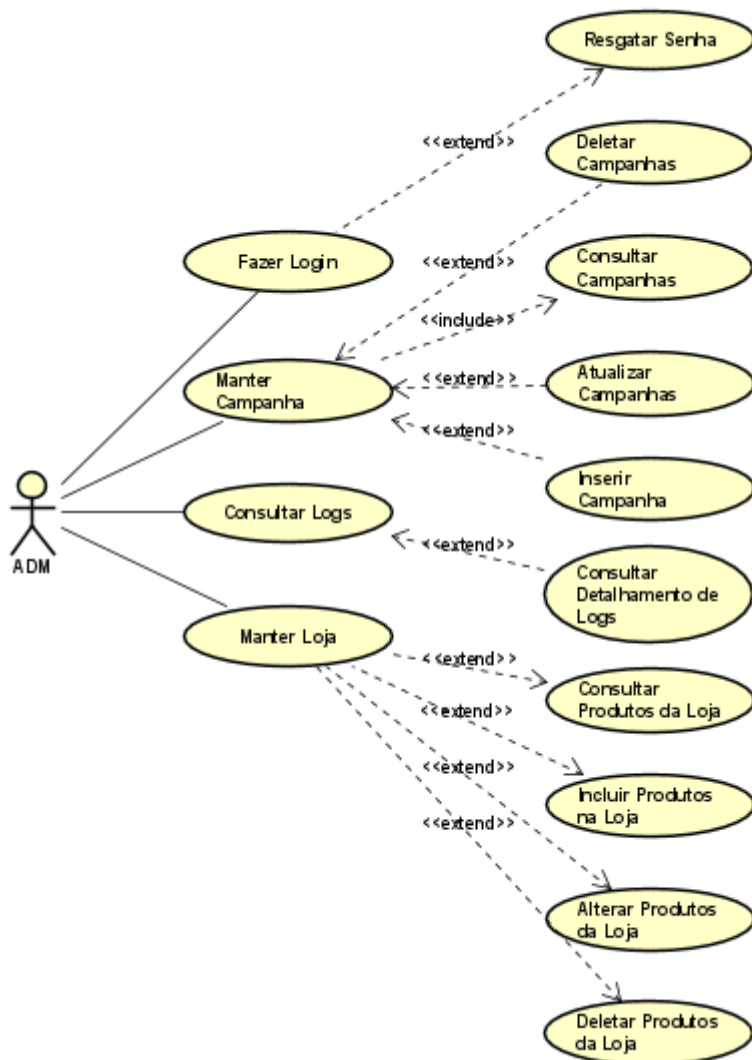 Resgatar Senha
<<extend>>
Deletar
Campanhas
Fazer Login
<<extend>>
Consultar
Campanhas
<<include>>
Manter
Campanha
<<extend>>
Atualizar
Campanhas
<<extend>>
Inserir
Campanha
Consultar Logs
<<extend>>
ADM
Consultar
Detalhamento de
Logs
Manter Loja
<<extend>>
Consultar
Produtos da Loja
<<extend>>
<<extend>>
Incluir Produtos
na Loja
<<extend>>
Alterar Produtos
da Loja
Deletar Produtos
da Loja